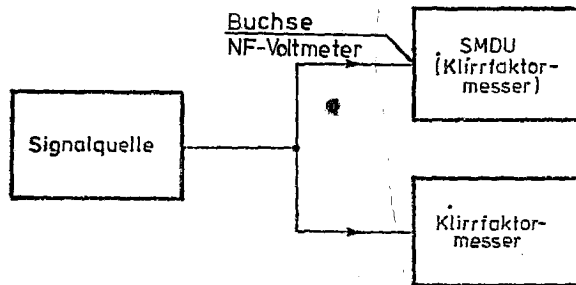 Buchse
NF-Voltmeter
SMDU
(Klirrfaktor-
messer)
Signalquelle
Klirrfaktor-
messer